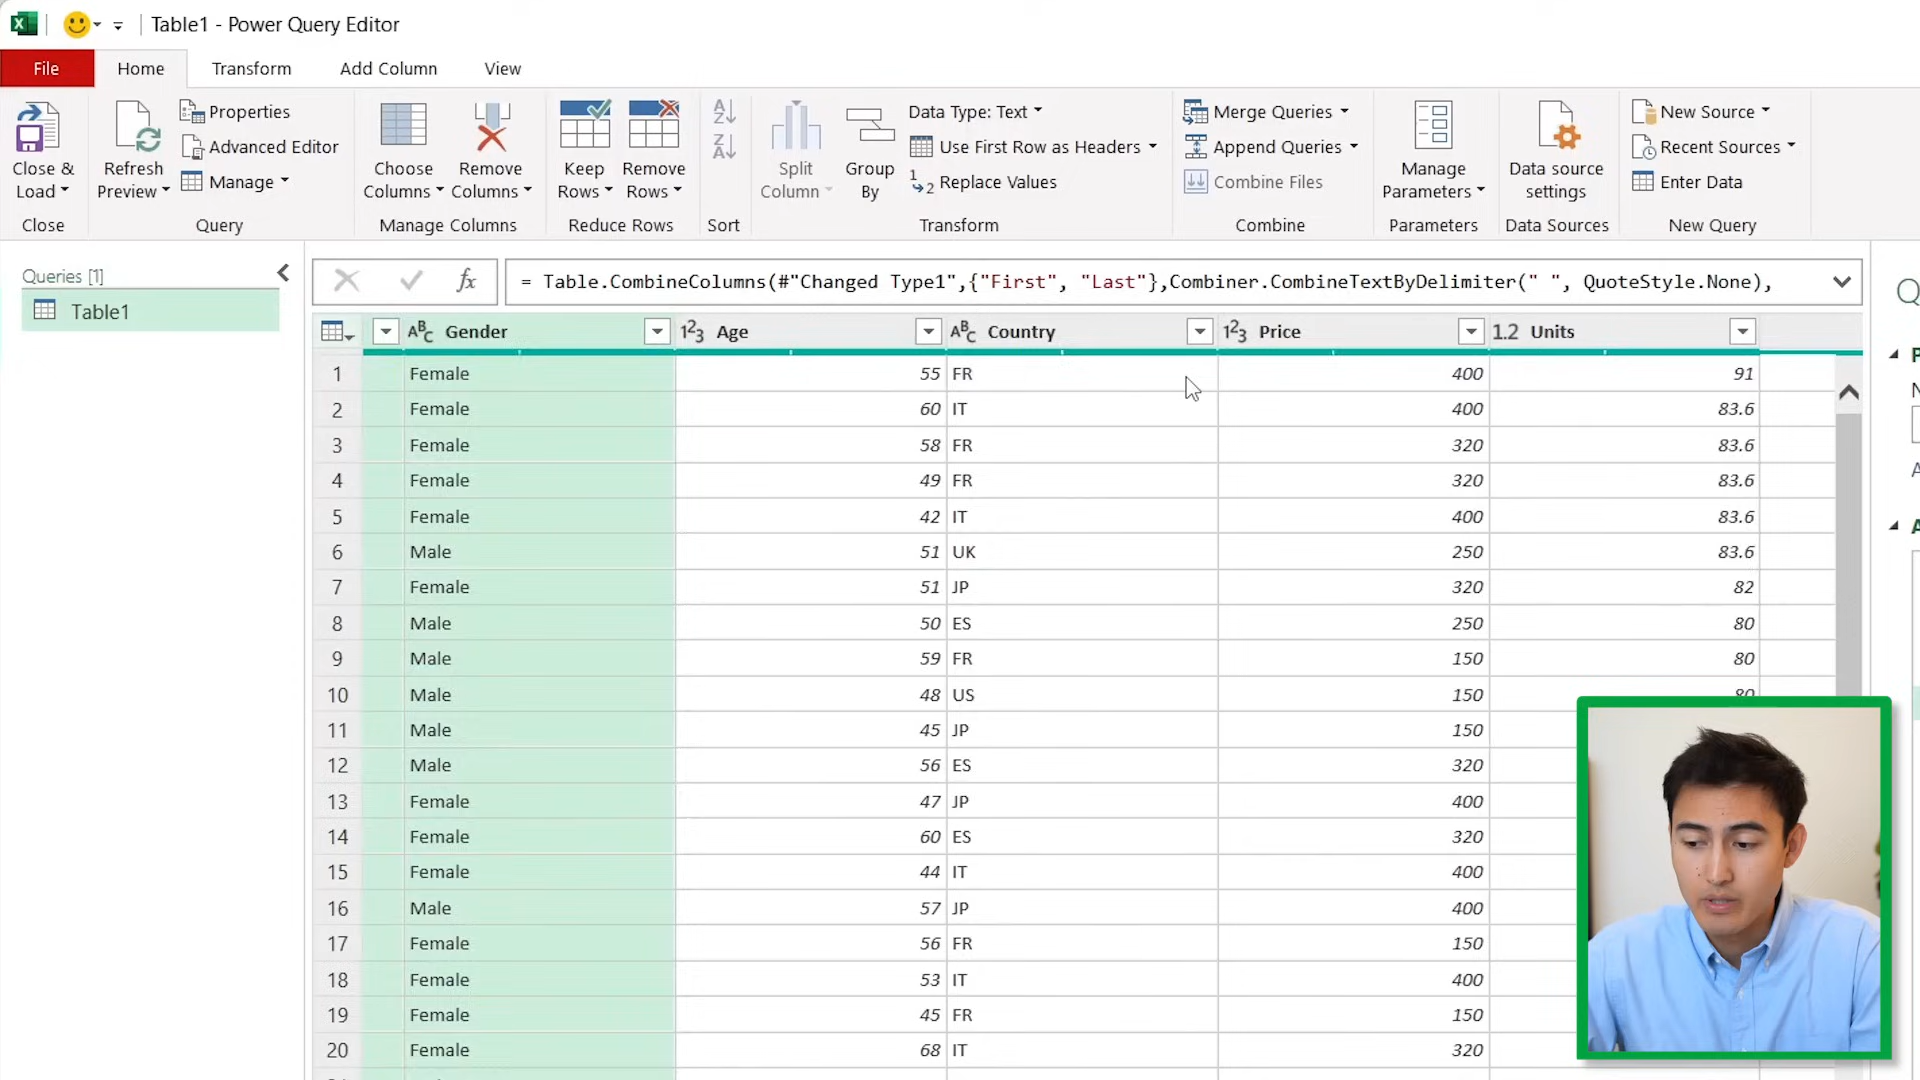 Table1 - Power Query Editor
File Home Transform Add Column View
Close & Load
Close
Refresh Preview
Properties
Advanced Editor
Manage
Query
Choose Columns
Remove Columns
Manage Columns
Keep Rows
Remove Rows
Reduce Rows
Sort
Split Column
Group By
Data Type: Text
Use First Row as Headers
Replace Values
Transform
Merge Queries
Append Queries
Combine Files
Combine
Manage Parameters
Parameters
Data source settings
Data Sources
New Source
Recent Sources
Enter Data
New Query
Queries [1]
Table1
fx = Table.CombineColumns(#"Changed Type1",{"First", "Last"},Combiner.CombineTextByDelimiter(" ", QuoteStyle.None),
ABC Gender 123 Age ABC Country 123 Price 1.2 Units
1 Female 55 FR 400 91
2 Female 60 IT 400 83.6
3 Female 58 FR 320 83.6
4 Female 49 FR 320 83.6
5 Female 42 IT 400 83.6
6 Male 51 UK 250 83.6
7 Female 51 JP 320 82
8 Male 50 ES 250 80
9 Male 59 FR 150 80
10 Male 48 US 150 80
11 Male 45 JP 150
12 Male 56 ES 320
13 Female 47 JP 400
14 Female 60 ES 320
15 Female 44 IT 400
16 Male 57 JP 400
17 Female 56 FR 150
18 Female 53 IT 400
19 Female 45 FR 150
20 Female 68 IT 320